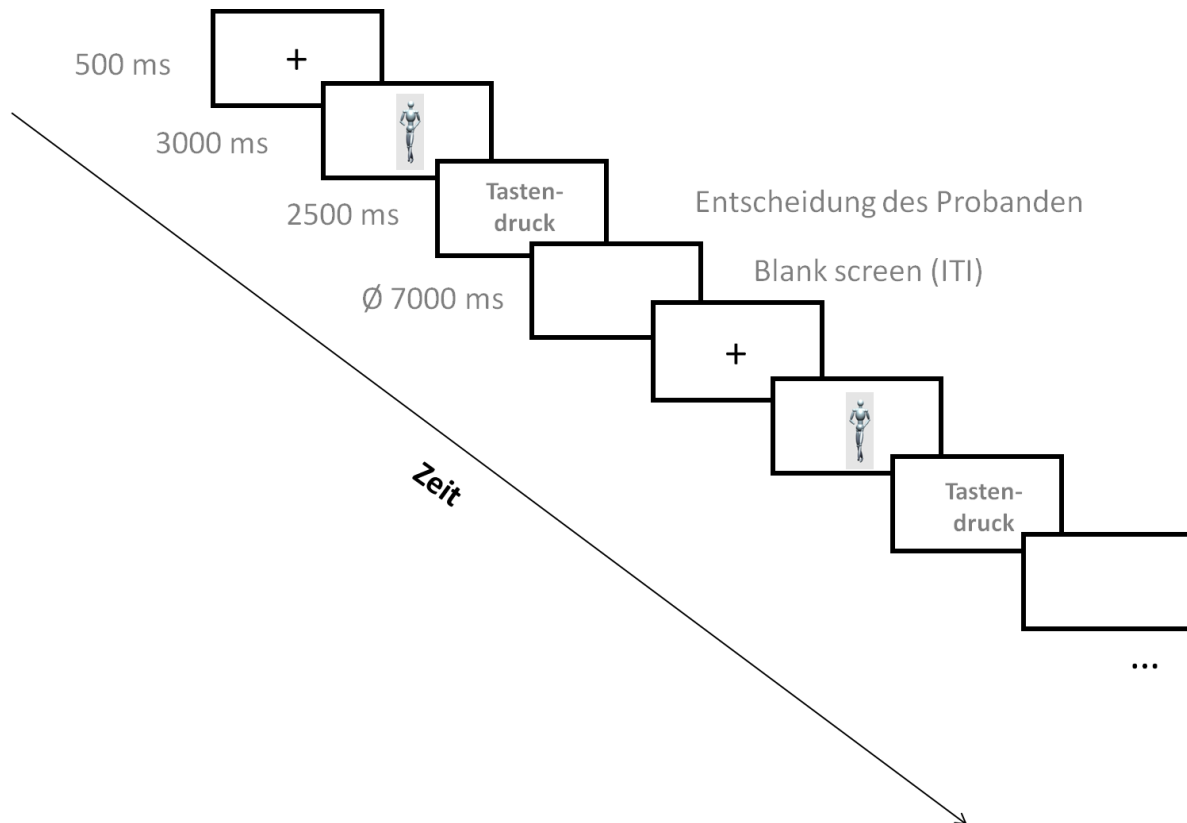 500 ms
+
3000 ms
2500 ms
Tasten-
druck
Entscheidung des Probanden
Ø 7000 ms
Blank screen (ITI)
+
Zeit
Tasten-
druck
...